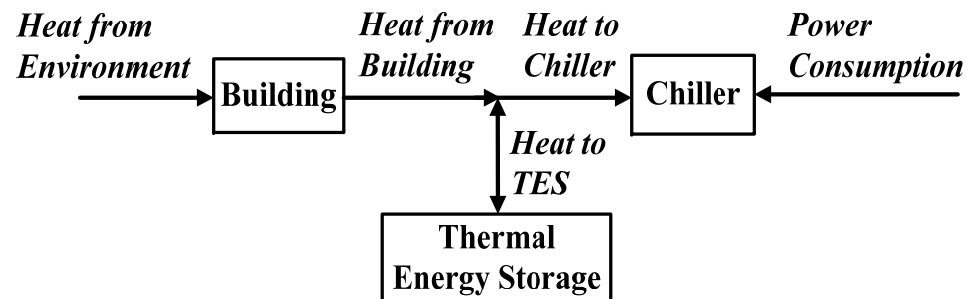 Heat from
Environment
Building
Heat from
Building
Heat to
Chiller
Chiller
Power
Consumption
Heat to
TES
Thermal
Energy Storage